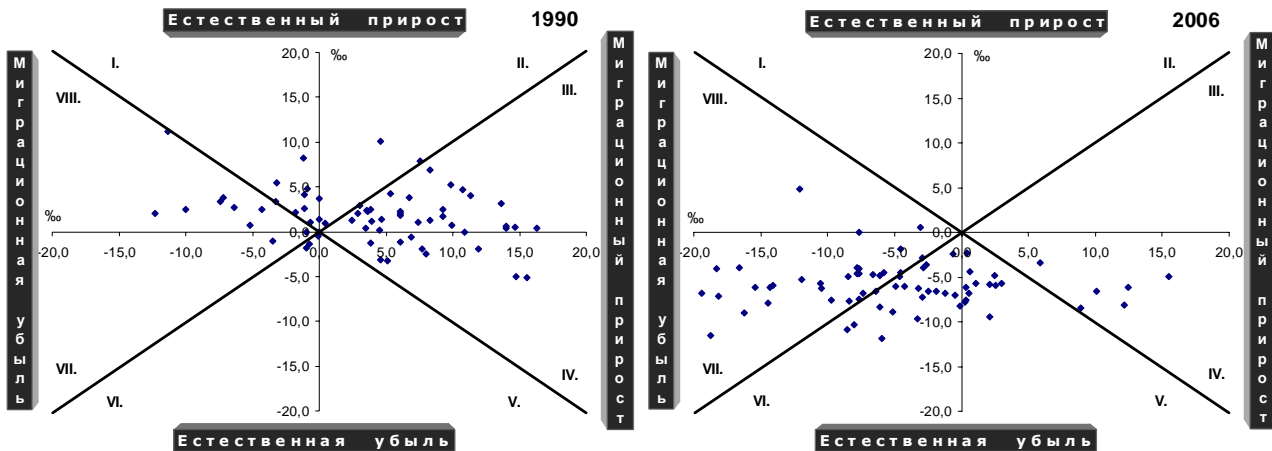 Естественный прирост
1990
Миграционная убыль
Миграционный прирост
20,0
‰
15,0
10,0
5,0
0,0
-5,0
-10,0
-15,0
-20,0
‰
-20,0
-15,0
-10,0
-5,0
0,0
5,0
10,0
15,0
20,0
I.
II.
III.
IV.
V.
VI.
VII.
VIII.
Естественная убыль
Естественный прирост
2006
Миграционная убыль
Миграционный прирост
20,0
‰
15,0
10,0
5,0
0,0
-5,0
-10,0
-15,0
-20,0
‰
-20,0
-15,0
-10,0
-5,0
0,0
5,0
10,0
15,0
20,0
I.
II.
III.
IV.
V.
VI.
VII.
VIII.
Естественная убыль